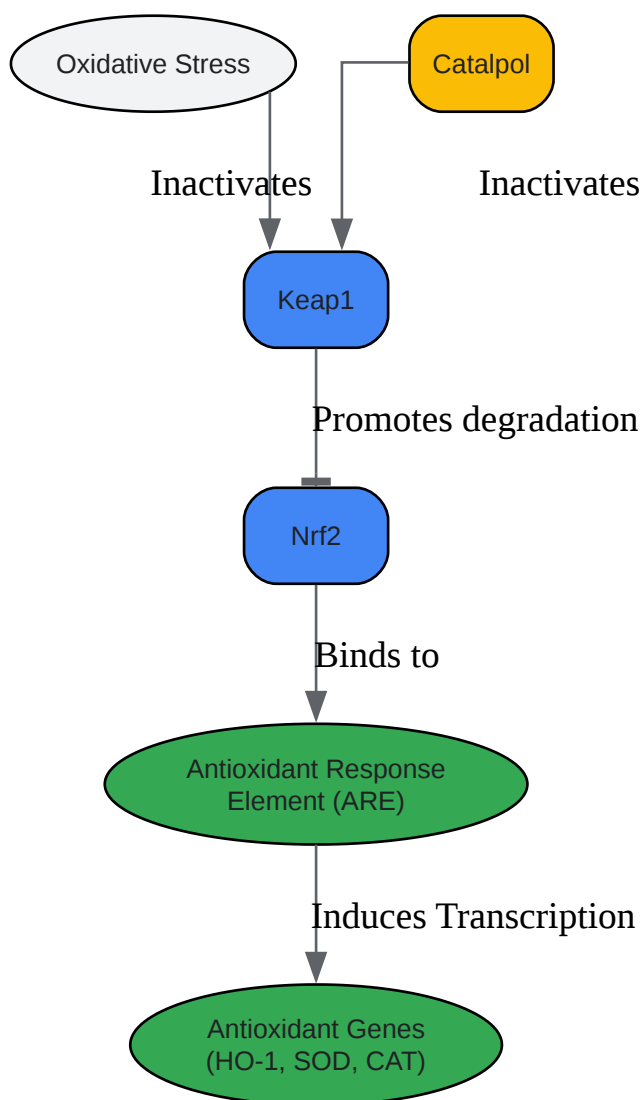 Oxidative Stress
Catalpol
Inactivates
Inactivates
Keap1
Promotes degradation
Nrf2
Binds to
Antioxidant Response
Element (ARE)
Induces Transcription
Antioxidant Genes
(HO-1, SOD, CAT)